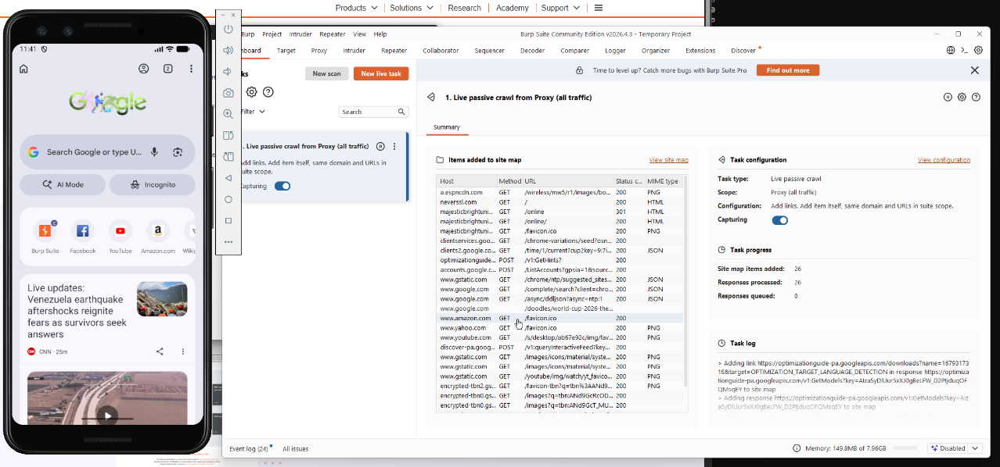 Products Solutions Research Academy Support
11:41
Google
Search Google or type U...
AI Mode
Incognito
Burp Suite
Facebook
YouTube
Amazon.com
Wikip
Live updates:
Venezuela earthquake
aftershocks reignite
fears as survivors seek
answers
CNN · 25m
Burp Project Intruder Repeater View Help
Burp Suite Community Edition v2026.4.3 - Temporary Project
hboard Target Proxy Intruder Repeater Collaborator Sequencer Decoder Comparer Logger Organizer Extensions Discover
ks
New scan
New live task
Filter
Search
. Live passive crawl from Proxy (all traffic)
Add links. Add item itself, same domain and URLs in
suite scope.
Capturing
Time to level up? Catch more bugs with Burp Suite Pro
Find out more
1. Live passive crawl from Proxy (all traffic)
Summary
Items added to site map
View site map
Host Method URL Status c... MIME type
a.espncdn.com GET /wireless/mw5/r1/images/bo... 200 PNG
neverssl.com GET / 200 HTML
majesticbrightuni... GET /online 301 HTML
majesticbrightuni... GET /online/ 200 HTML
majesticbrightuni... GET /favicon.ico 200 PNG
clientservices.goo... GET /chrome-variations/seed?osn... 200
clients2.google.co... GET /time/1/current?cup2key=9:7i... 200 JSON
optimizationguide... POST /v1:GetHints? 200
accounts.google.c... POST /ListAccounts?gpsia=1&sourc... 200
www.gstatic.com GET /chrome/ntp/suggested_sites... 200 JSON
www.google.com GET /complete/search?client=chro... 200 JSON
www.google.com GET /async/ddljson?async=ntp:1 200 JSON
www.google.com GET /doodles/world-cup-2026-the...
www.amazon.com GET /favicon.ico 200
www.yahoo.com GET /favicon.ico 200 PNG
www.youtube.com GET /s/desktop/ab67e92c/img/fav... 200 PNG
discover-pa.goog... POST /v1:queryInteractiveFeed?key... 200
www.gstatic.com GET /images/icons/material/syste... 200 PNG
www.gstatic.com GET /images/icons/material/syste... 200 PNG
www.gstatic.com GET /youtube/img/watch/yt_favico... 200 PNG
encrypted-tbn2.gs... GET /favicon-tbn?q=tbn%3AANd9... 200 PNG
encrypted-tbn0.gs... GET /images?q=tbn:ANd9GcRcOD... 200
encrypted-tbn0.gs... GET /images?q=tbn:ANd9GcT_MU... 200
Task configuration
View configuration
Task type: Live passive crawl
Scope: Proxy (all traffic)
Configuration: Add links. Add item itself, same domain and URLs in suite scope.
Capturing
Task progress
Site map items added: 26
Responses processed: 26
Responses queued: 0
Task log
> Adding link https://optimizationguide-pa.googleapis.com/downloads?name=16793173
18&target=OPTIMIZATION_TARGET_LANGUAGE_DETECTION in response https://optimiza
tionguide-pa.googleapis.com/v1:GetModels?key=AIzaSyDlUur5xXJ0g8eLFW_D2PtjduqOF
QMsqEY to site map
> Adding response https://optimizationguide-pa.googleapis.com/v1:GetModels?key=AIz
aSyDlUur5xXJ0g8eLFW_D2PtjduqOFQMsqEY to site map
Event log (24)
All issues
Memory: 149.8MB of 7.96GB
Disabled